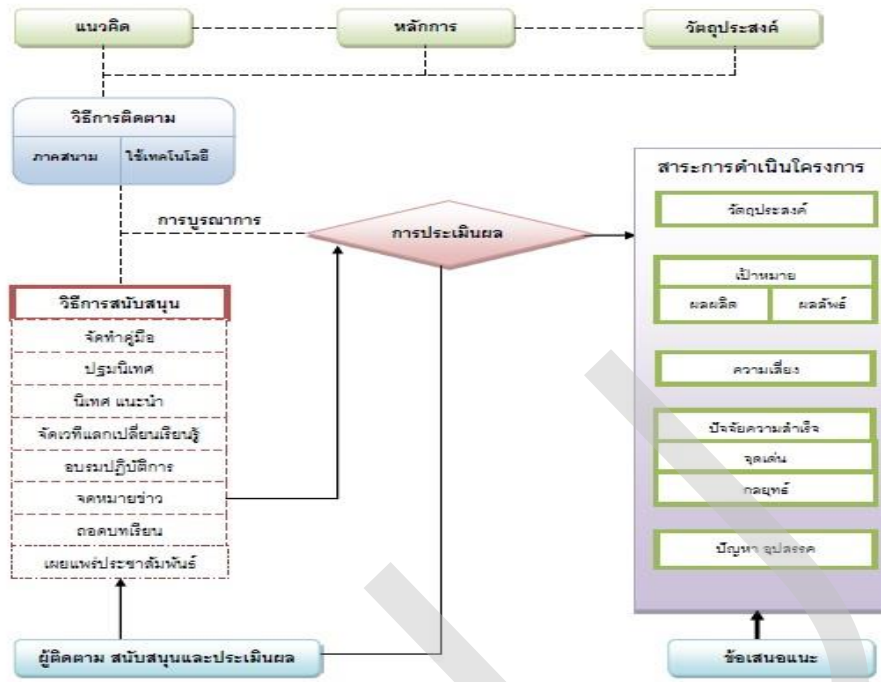 แนวคิด
หลักการ
วัตถุประสงค์
วิธีการติดตาม
ภาคสนาม
ใช้เทคโนโลยี
การบูรณาการ
การประเมินผล
วิธีการสนับสนุน
จัดทำคู่มือ
ปฐมนิเทศ
นิเทศ แนะนำ
จัดเวทีแลกเปลี่ยนเรียนรู้
อบรมปฏิบัติการ
จดหมายข่าว
ถอดบทเรียน
เผยแพร่ประชาสัมพันธ์
ผู้ติดตาม สนับสนุนและประเมินผล
สาระการดำเนินโครงการ
วัตถุประสงค์
เป้าหมาย
ผลผลิต
ผลลัพธ์
ความเสี่ยง
ปัจจัยความสำเร็จ
จุดเด่น
กลยุทธ์
ปัญหา อุปสรรค
ข้อเสนอแนะ